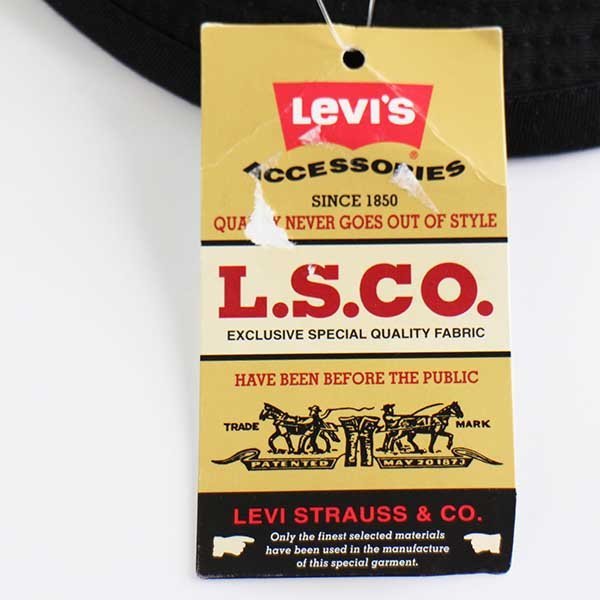 LEVI'S
®
ACCESSORIES
SINCE 1850
NEVER GOES OUT OF STYLE
L.S.CO.
EXCLUSIVE SPECIAL QUALITY FABRIC
HAVE BEEN BEFORE THE PUBLIC
TRADE MARK
PATENTED MAY 20 1873
LEVI STRAUSS & CO.
Only the finest selected materials
have been used in the manufacture
of this special garment.